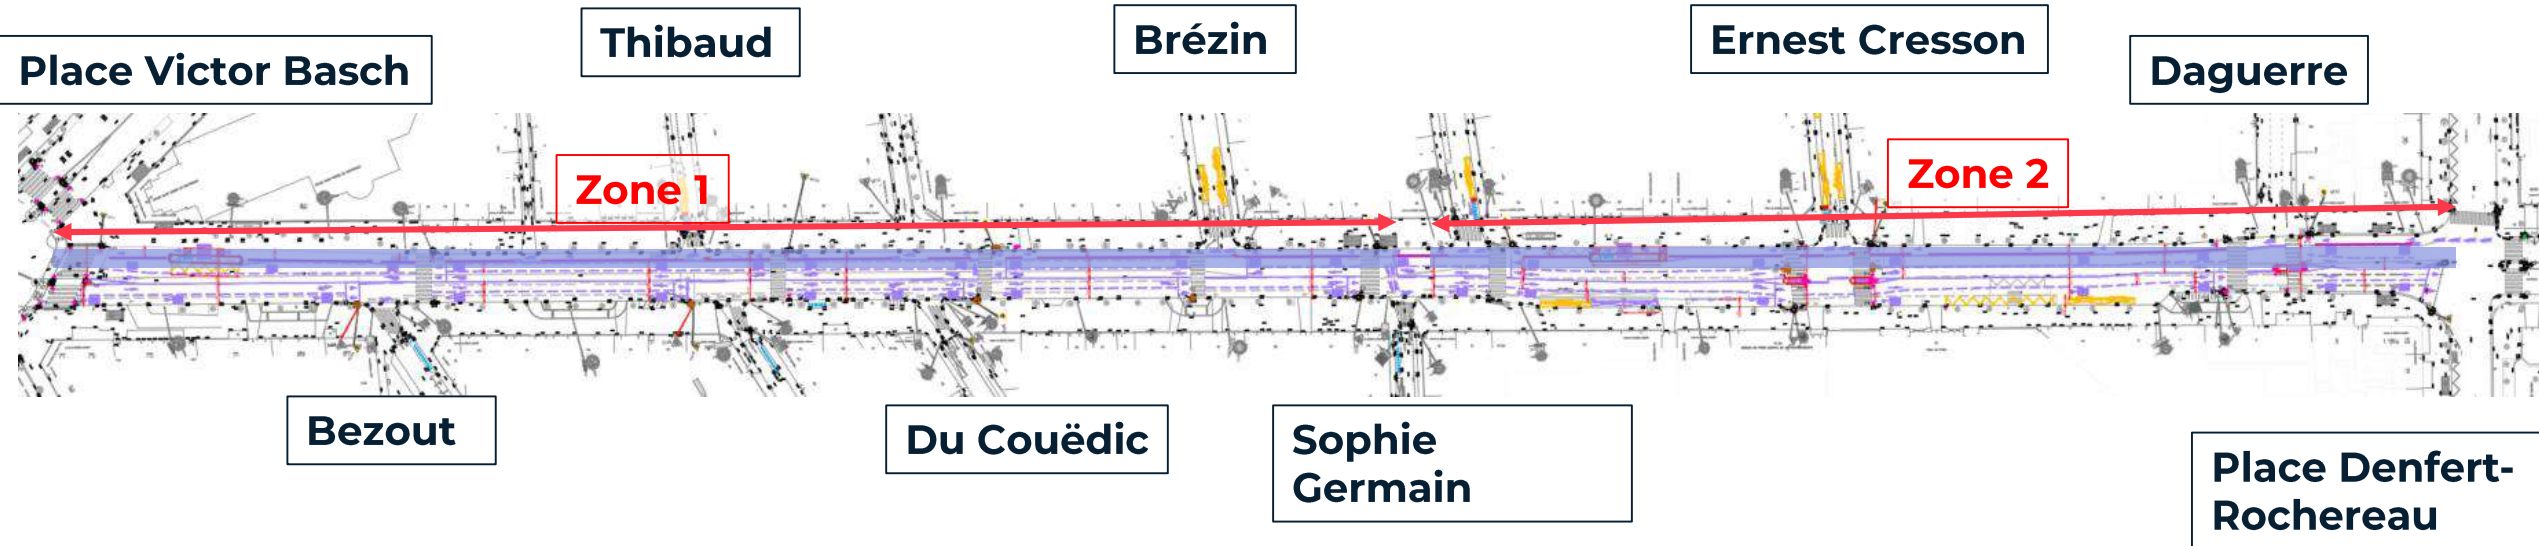 Thibaud
Brézin
Ernest Cresson
Place Victor Basch
Daguerre
Zone 1
Zone 2
Bezout
Du Couëdic
Sophie
Germain
Place Denfert-
Rochereau